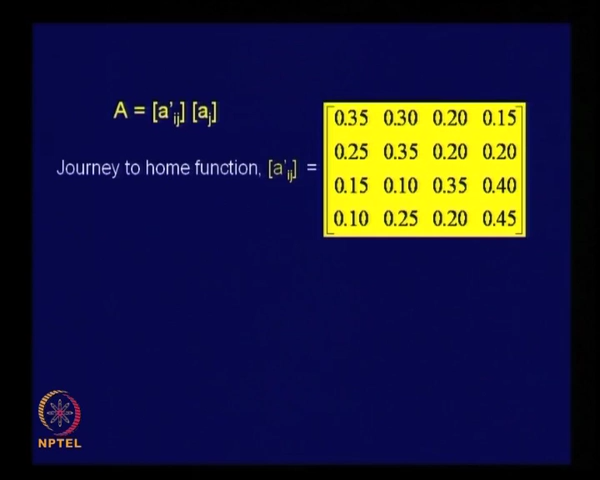 A = [a'ij] [aj]
Journey to home function, [a'ij] =
0.35 0.30 0.20 0.15
0.25 0.35 0.20 0.20
0.15 0.10 0.35 0.40
0.10 0.25 0.20 0.45
NPTEL